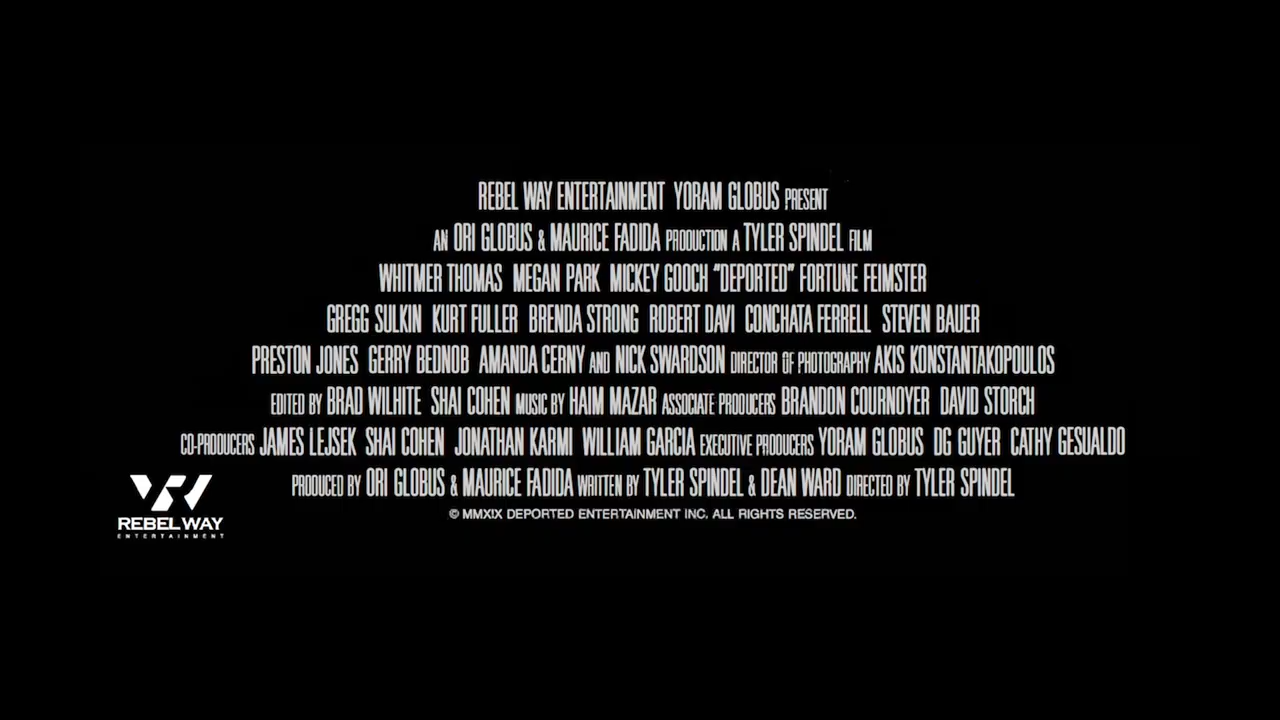 REBEL WAY ENTERTAINMENT YORAM GLOBUS PRESENT
AN ORI GLOBUS & MAURICE FADIDA PRODUCTION A TYLER SPINDEL FILM
WHITMER THOMAS MEGAN PARK MICKEY GOOCH "DEPORTED" FORTUNE FEIMSTER
GREGG SULKIN KURT FULLER BRENDA STRONG ROBERT DAVI CONCHATA FERRELL STEVEN BAUER
PRESTON JONES GERRY BEDNOB AMANDA CERNY AND NICK SWARDSON DIRECTOR OF PHOTOGRAPHY AKIS KONSTANTAKOPOULOS
EDITED BY BRAD WILHITE SHAI COHEN MUSIC BY HAIM MAZAR ASSOCIATE PRODUCERS BRANDON COURNOYER DAVID STORCH
CO-PRODUCERS JAMES LEJSEK SHAI COHEN JONATHAN KARMI WILLIAM GARCIA EXECUTIVE PRODUCERS YORAM GLOBUS DG GUYER CATHY GESUALDO
PRODUCED BY ORI GLOBUS & MAURICE FADIDA WRITTEN BY TYLER SPINDEL & DEAN WARD DIRECTED BY TYLER SPINDEL
© MMXIX DEPORTED ENTERTAINMENT INC. ALL RIGHTS RESERVED.
REBEL WAY
ENTERTAINMENT